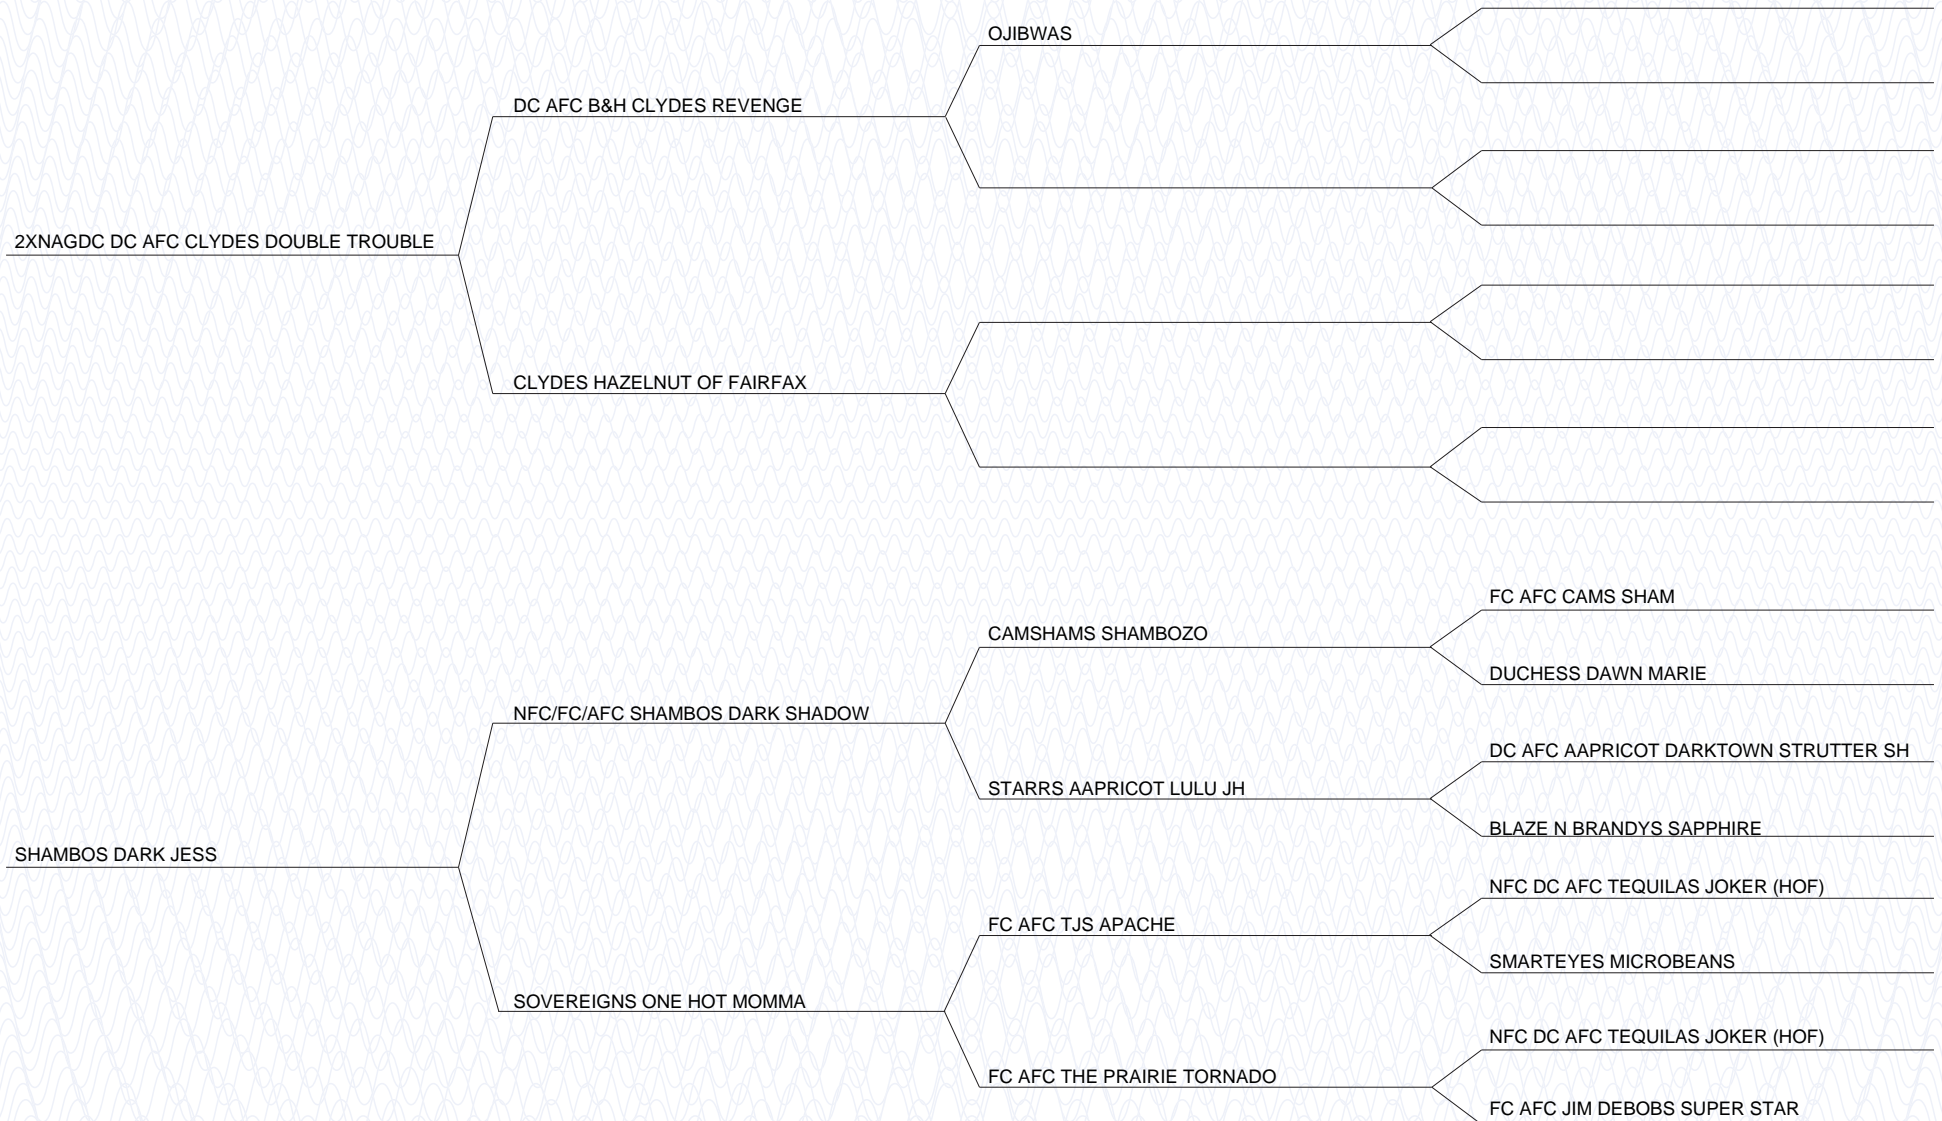 OJIBWAS
DC AFC B&H CLYDES REVENGE
2XNAGDC DC AFC CLYDES DOUBLE TROUBLE
CLYDES HAZELNUT OF FAIRFAX
FC AFC CAMS SHAM
CAMSHAMS SHAMBOZO
DUCHESS DAWN MARIE
NFC/FC/AFC SHAMBOS DARK SHADOW
DC AFC AAPRICOT DARKTOWN STRUTTER SH
STARRS AAPRICOT LULU JH
BLAZE N BRANDYS SAPPHIRE
SHAMBOS DARK JESS
NFC DC AFC TEQUILAS JOKER (HOF)
FC AFC TJS APACHE
SMARTEYES MICROBEANS
SOVEREIGNS ONE HOT MOMMA
NFC DC AFC TEQUILAS JOKER (HOF)
FC AFC THE PRAIRIE TORNADO
FC AFC JIM DEBOBS SUPER STAR